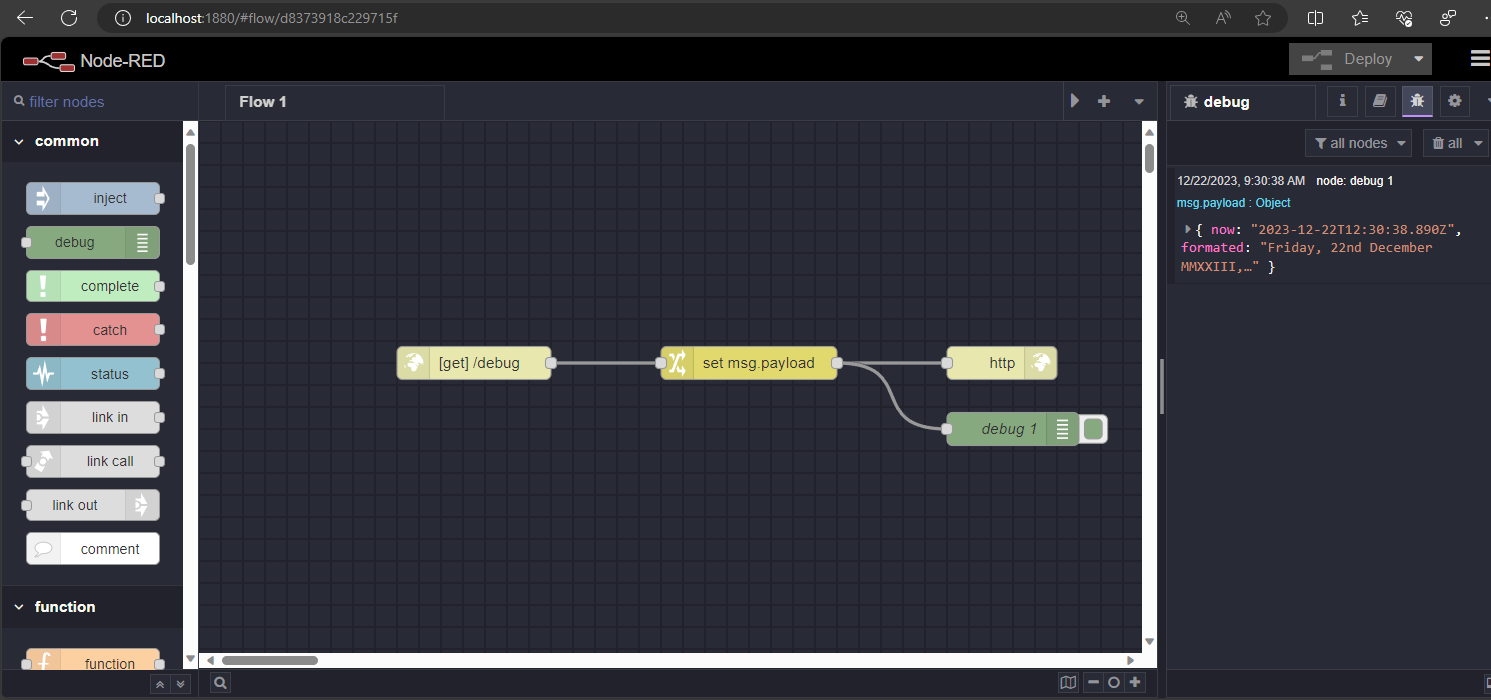 localhost:1880/#flow/d8373918c229715f
Node-RED
Deploy
filter nodes
common
inject
debug
complete
catch
status
link in
link call
link out
comment
function
function
Flow 1
[get] /debug
set msg.payload
http
debug 1
debug
all nodes
all
12/22/2023, 9:30:38 AM node: debug 1
msg.payload : Object
{ now: "2023-12-22T12:30:38.890Z",
formated: "Friday, 22nd December
MMXXIII,…" }